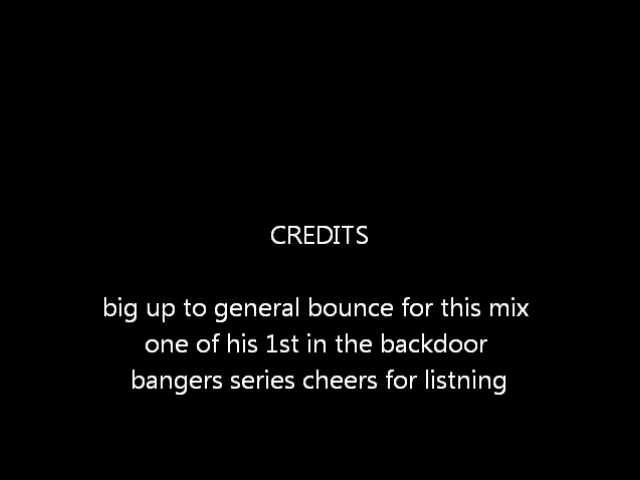 CREDITS
big up to general bounce for this mix
one of his 1st in the backdoor
bangers series cheers for listning